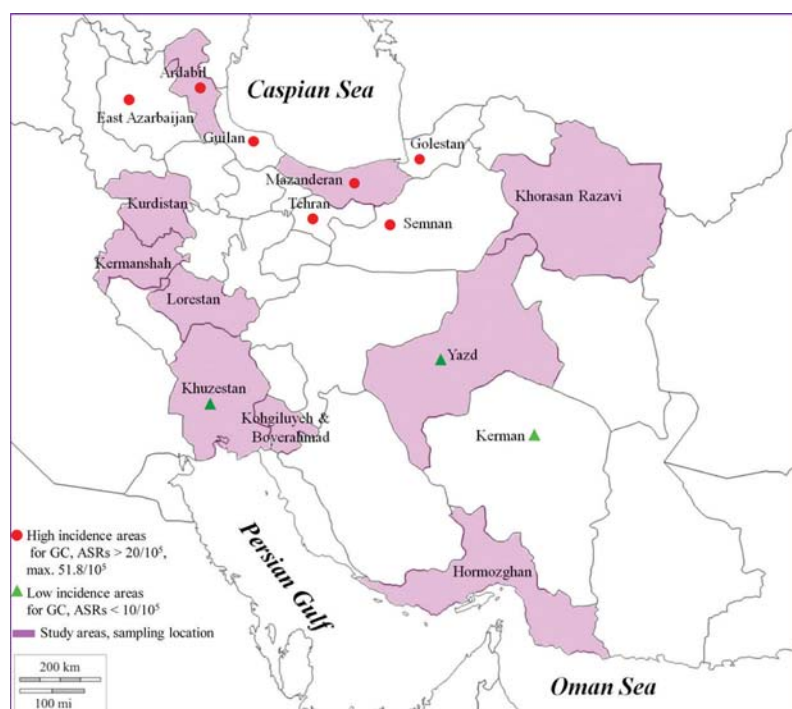 Ardabil
Caspian Sea
East Azarbaijan
Guilan
Golestan
Mazanderan
Khorasan Razavi
Kurdistan
Tehran
Semnan
Kermanshah
Lorestan
Yazd
Khuzestan
Kohgiluyeh &
Boyerahmad
Kerman
Persian Gulf
High incidence areas
for GC, ASRs > 20/10⁵,
max. 51.8/10⁵
Hormozghan
Low incidence areas
for GC, ASRs < 10/10⁵
Study areas, sampling location
200 km
100 mi
Oman Sea